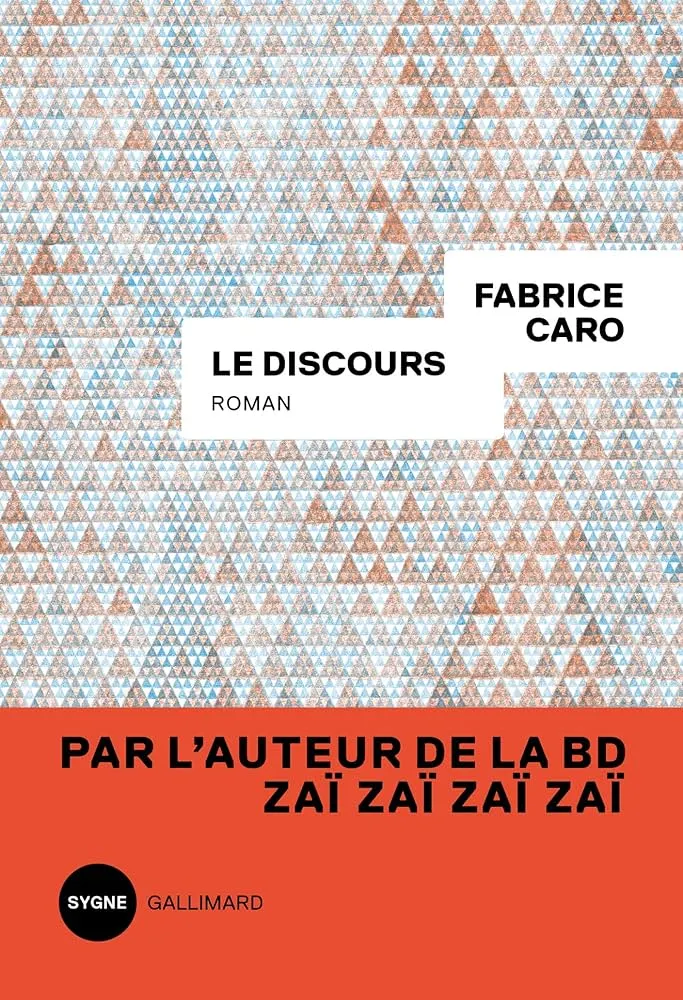 FABRICE
CARO
LE DISCOURS
ROMAN
PAR L'AUTEUR DE LA BD
ZAÏ ZAÏ ZAÏ ZAÏ
SYGNE GALLIMARD